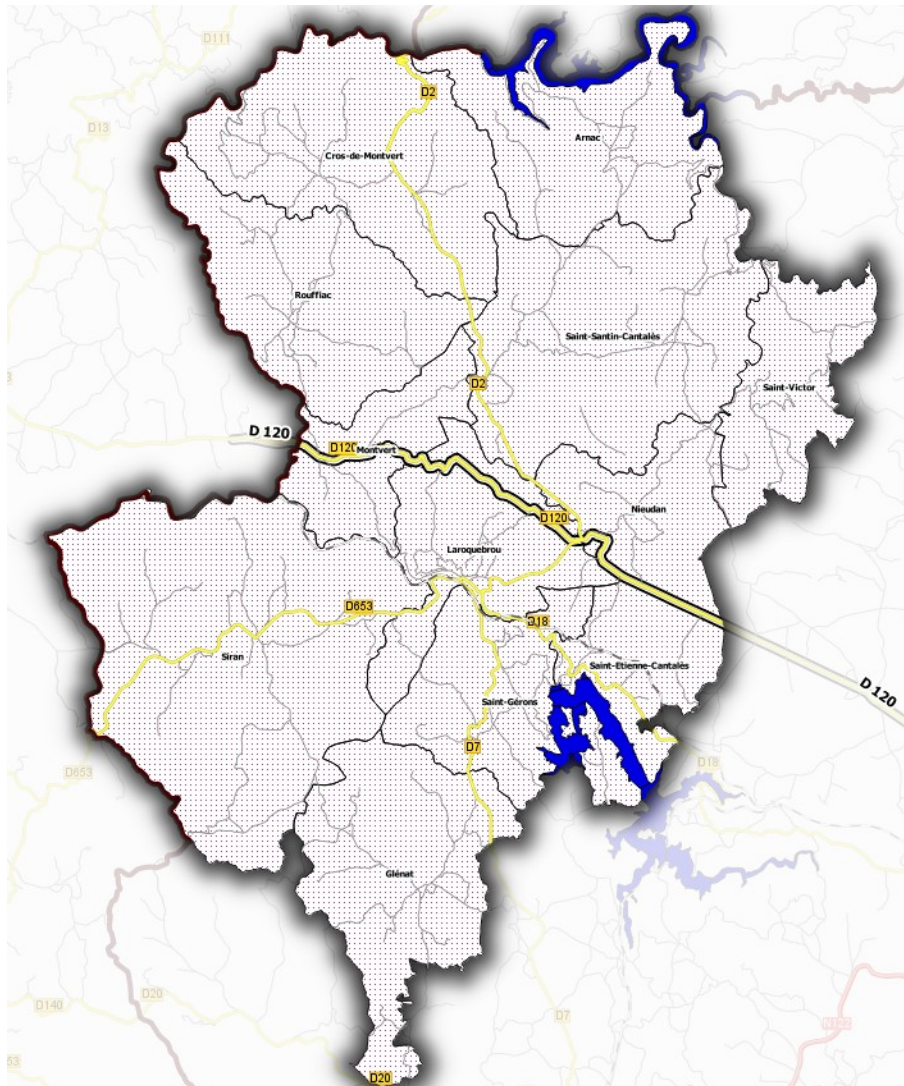 D111
D2
D13
Arnac
Cros-de-Montvert
Rouffiac
Saint-Santin-Cantalès
D2
Saint-Victor
D 120
D120
Montvert
Nieudan
D120
Laroquebrou
D653
D18
Siran
Saint-Etienne-Cantalès
D 120
Saint-Gérons
D7
D653
D18
Glénat
D20
D140
D7
D20